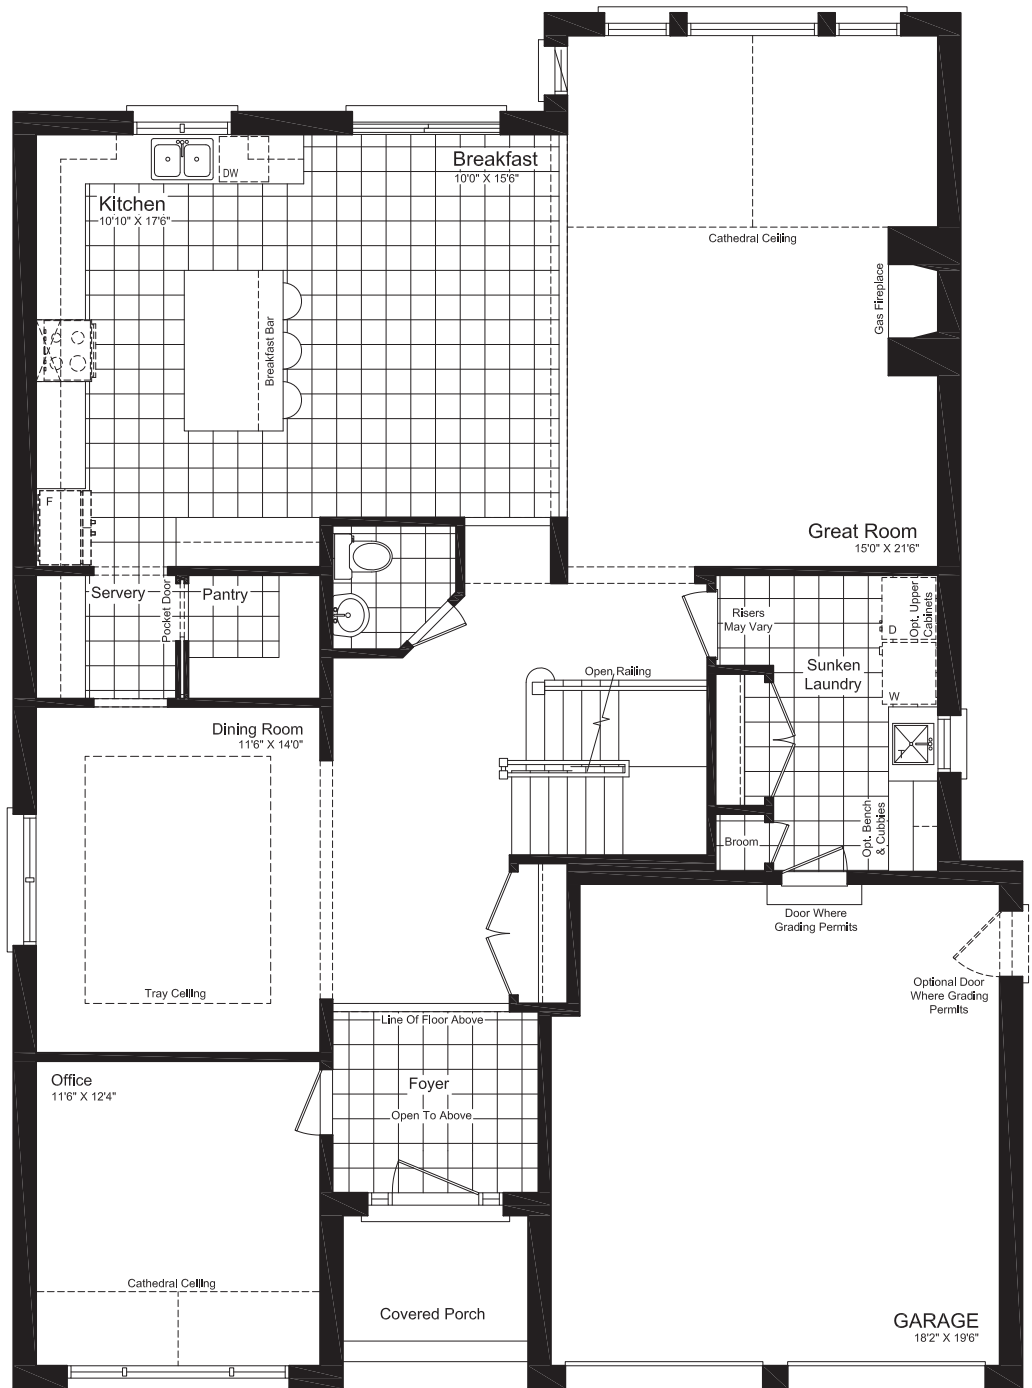 Breakfast
10'0" X 15'6"
DW
Kitchen
10'10" X 17'6"
Cathedral Ceiling
Gas Fireplace
Breakfast Bar
F
Great Room
15'0" X 21'6"
Servery
Pocket Door
Pantry
Risers
May Vary
D
Opt. Upper
Cabinets
Open Railing
Sunken
Laundry
W
Dining Room
11'6" X 14'0"
T
Broom
Opt. Bench
& Cubbies
Door Where
Grading Permits
Optional Door
Where Grading
Permits
Tray Ceiling
Line Of Floor Above
Office
11'6" X 12'4"
Foyer
Open To Above
Cathedral Ceiling
Covered Porch
GARAGE
18'2" X 19'6"